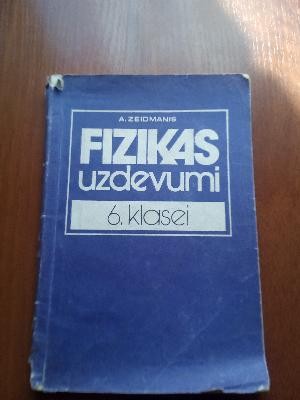 A. ZEIDMANIS
FIZIKAS
uzdevumi
6. klasei